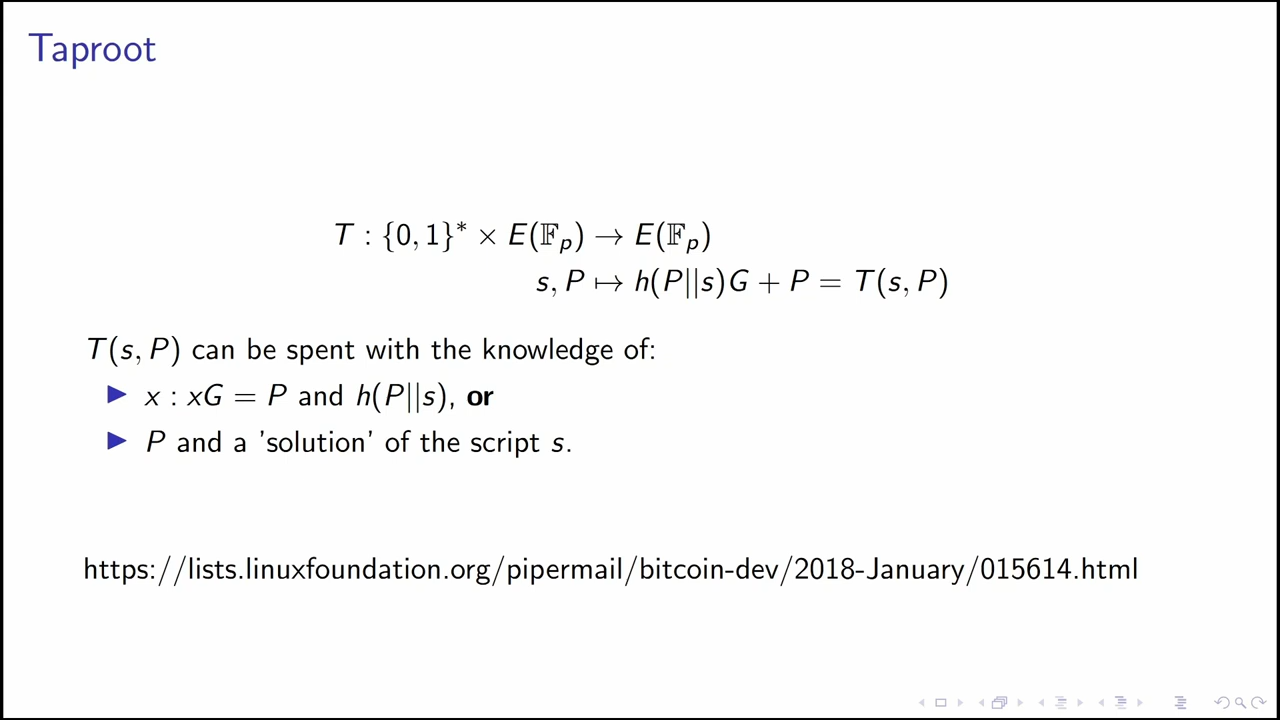 Taproot
T : {0, 1}* × E(𝔽ₚ) → E(𝔽ₚ)
s, P ↦ h(P||s)G + P = T(s, P)
T(s, P) can be spent with the knowledge of:
▶ x : xG = P and h(P||s), or
▶ P and a 'solution' of the script s.
https://lists.linuxfoundation.org/pipermail/bitcoin-dev/2018-January/015614.html